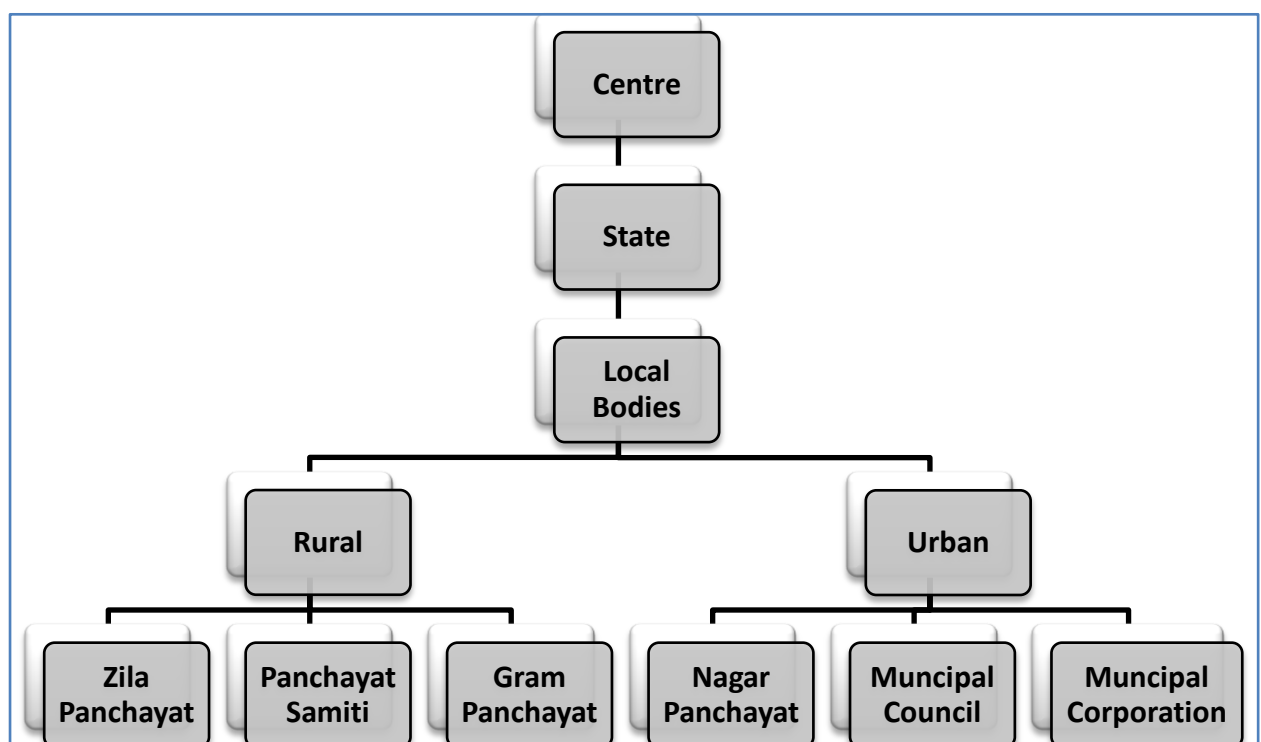 Centre
State
Local
Bodies
Rural
Urban
Zila
Panchayat
Panchayat
Samiti
Gram
Panchayat
Nagar
Panchayat
Muncipal
Council
Muncipal
Corporation